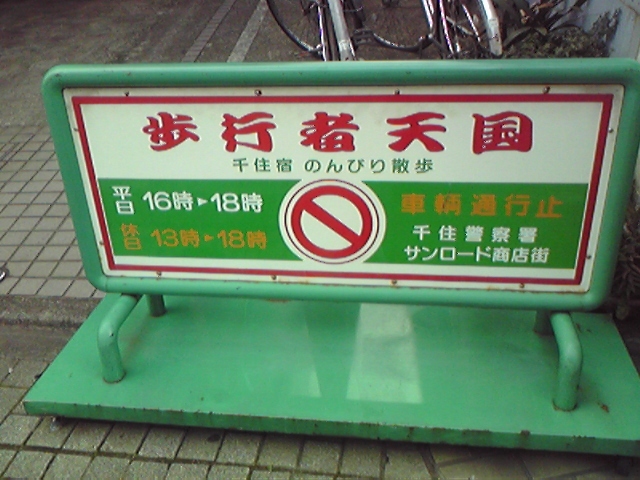 歩行者天国
千住宿 のんびり散歩
平日 16時▶18時
休日 13時▶18時
車輌通行止
千住警察署
サンロード商店街